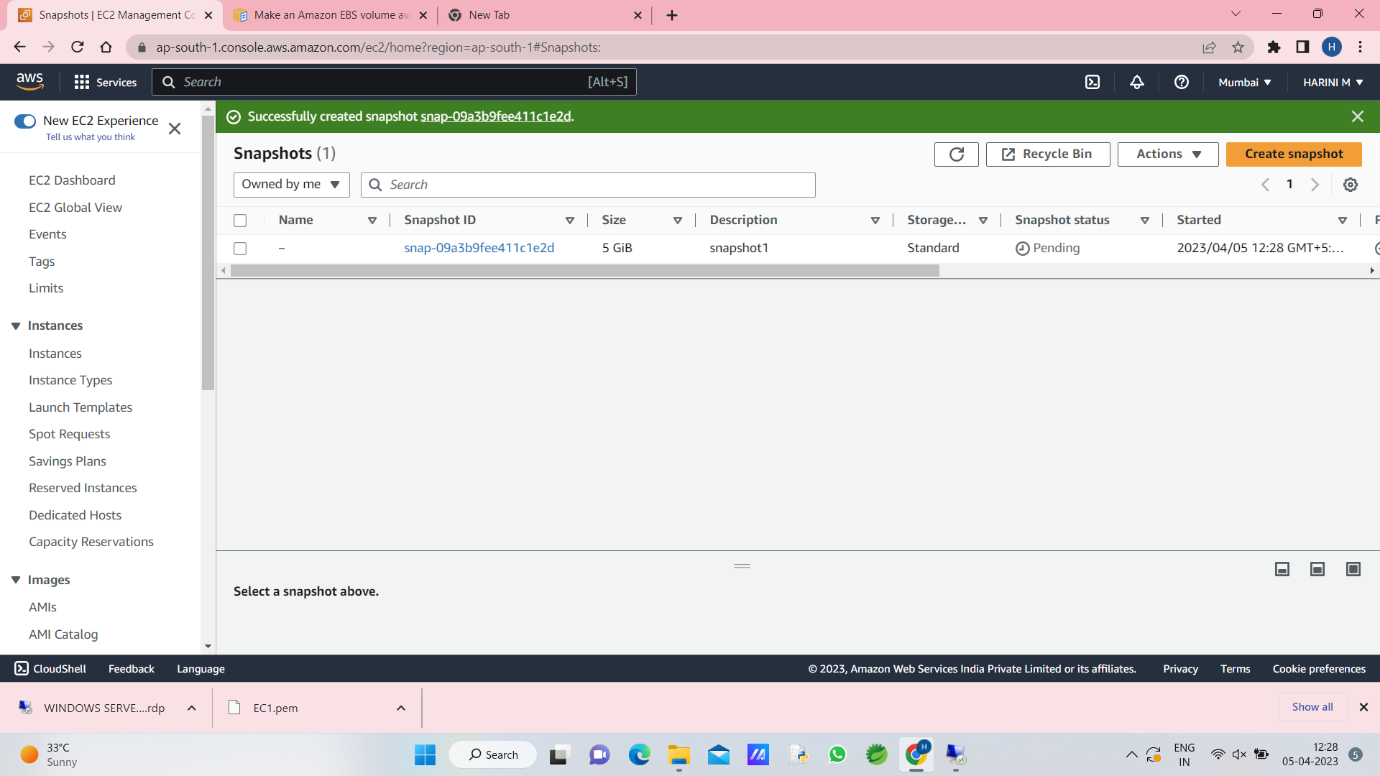 Snapshots | EC2 Management Co
Make an Amazon EBS volume av
New Tab
ap-south-1.console.aws.amazon.com/ec2/home?region=ap-south-1#Snapshots:
H
aws
Services
Search
[Alt+S]
Mumbai
HARINI M
New EC2 Experience
Tell us what you think
EC2 Dashboard
EC2 Global View
Events
Tags
Limits
Instances
Instances
Instance Types
Launch Templates
Spot Requests
Savings Plans
Reserved Instances
Dedicated Hosts
Capacity Reservations
Images
AMIs
AMI Catalog
Successfully created snapshot snap-09a3b9fee411c1e2d.
Snapshots (1)
Recycle Bin
Actions
Create snapshot
Owned by me
Search
1
Name Snapshot ID Size Description Storage... Snapshot status Started
– snap-09a3b9fee411c1e2d 5 GiB snapshot1 Standard Pending 2023/04/05 12:28 GMT+5:...
Select a snapshot above.
CloudShell Feedback Language
© 2023, Amazon Web Services India Private Limited or its affiliates. Privacy Terms Cookie preferences
WINDOWS SERVE....rdp
EC1.pem
Show all
33°C
Sunny
Search
H
ENG
IN
12:28
05-04-2023
5